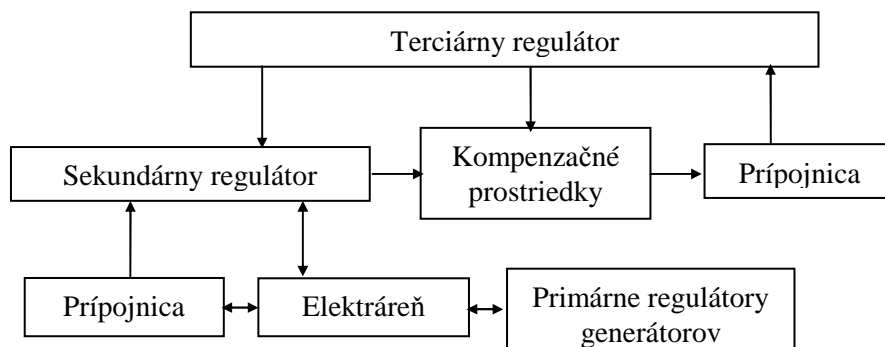 Terciárny regulátor
Sekundárny regulátor
Kompenzačné
prostriedky
Prípojnica
Prípojnica
Elektráreň
Primárne regulátory
generátorov